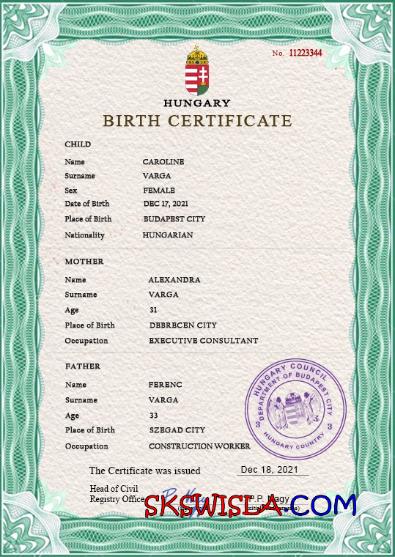 No. 11223344
HUNGARY
BIRTH CERTIFICATE
CHILD
Name CAROLINE
Surname VARGA
Sex FEMALE
Date of Birth DEC 17, 2021
Place of Birth BUDAPEST CITY
Nationality HUNGARIAN
MOTHER
Name ALEXANDRA
Surname VARGA
Age 31
Place of Birth DEBRECEN CITY
Occupation EXECUTIVE CONSULTANT
FATHER
Name FERENC
Surname VARGA
Age 33
Place of Birth SZEGAD CITY
Occupation CONSTRUCTION WORKER
HUNGARY COUNCIL
DEPARTMENT OF BUDAPEST CITY
3 3
HUNGARY COUNTRY
The Certificate was issued Dec 18, 2021
Head of Civil
Registry Office P.P. Nagy
SKSWISLA.COM